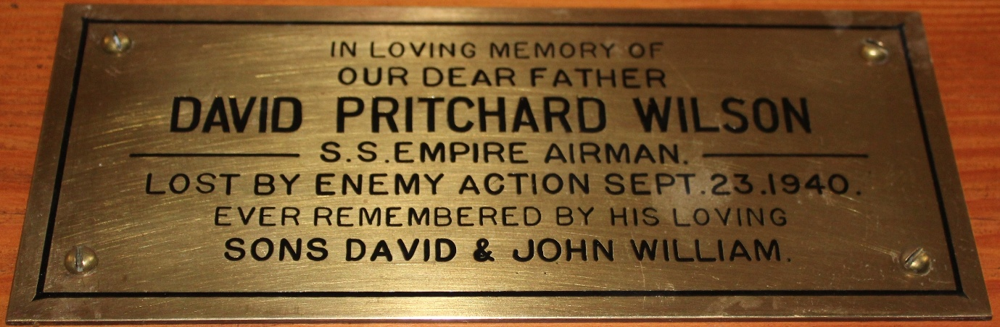 IN LOVING MEMORY OF
OUR DEAR FATHER
DAVID PRITCHARD WILSON
S.S.EMPIRE AIRMAN.
LOST BY ENEMY ACTION SEPT.23.1940.
EVER REMEMBERED BY HIS LOVING
SONS DAVID & JOHN WILLIAM.